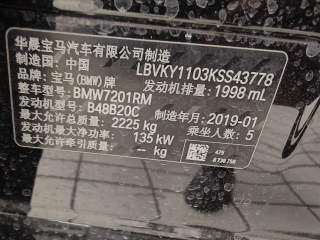 华晨宝马汽车有限公司制造
制造国：中国 LBVKY1103KSS43778
品牌：宝马(BMW)牌
整车型号：BMW7201RM 发动机排量：1998 mL
发动机型号：B48B20C
最大允许总质量：2225 kg 制造年月：2019-01
发动机最大净功率：135 kW 乘坐人数：5
最大允许牵引质量：-- kg
475